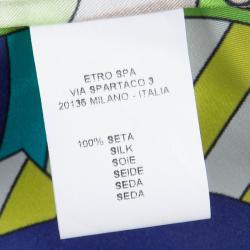 ETRO SPA
VIA SPARTACO 3
20135 MILANO - ITALIA
100% SETA
SILK
SOIE
SEIDE
SEDA
SEDA